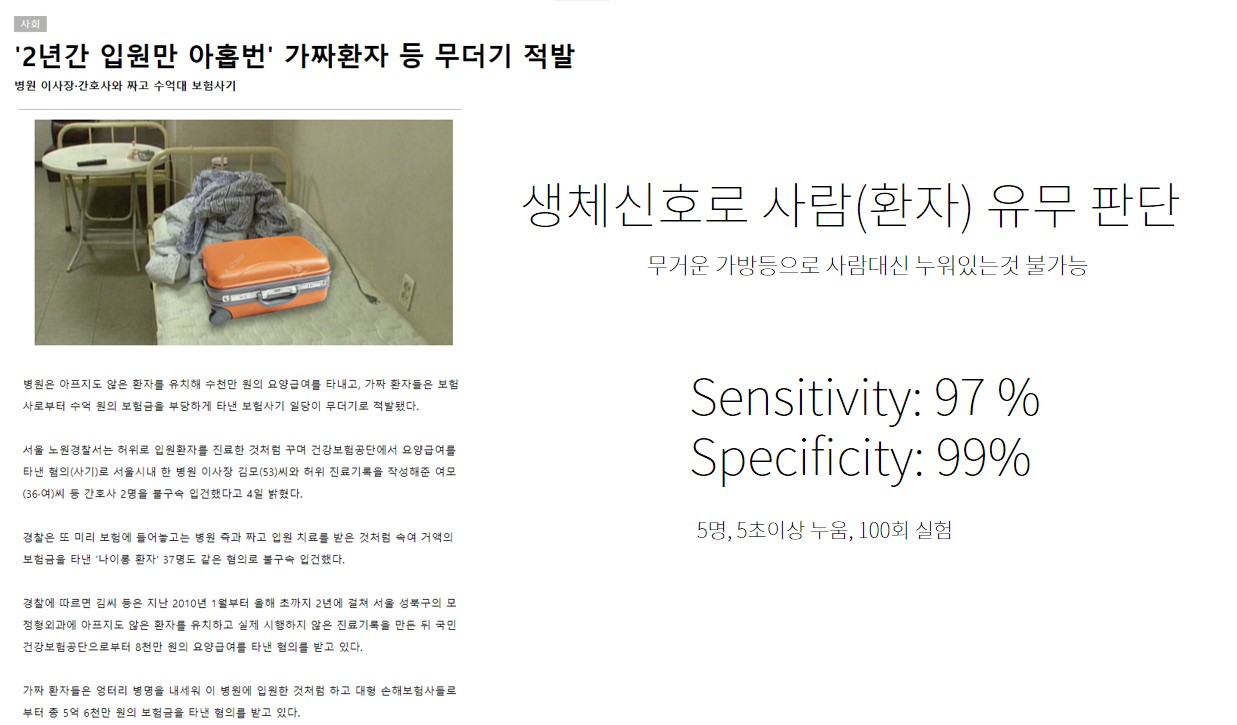 사회
'2년간 입원만 아홉번' 가짜환자 등 무더기 적발
병원 이사장·간호사와 짜고 수억대 보험사기
병원은 아프지도 않은 환자를 유치해 수천만 원의 요양급여를 타내고, 가짜 환자들은 보험
사로부터 수억 원의 보험금을 부당하게 타낸 보험사기 일당이 무더기로 적발됐다.
서울 노원경찰서는 허위로 입원환자를 진료한 것처럼 꾸며 건강보험공단에서 요양급여를
타낸 혐의(사기)로 서울시내 한 병원 이사장 김모(53)씨와 허위 진료기록을 작성해준 여모
(36·여)씨 등 간호사 2명을 불구속 입건했다고 4일 밝혔다.
경찰은 또 미리 보험에 들어놓고는 병원 측과 짜고 입원 치료를 받은 것처럼 속여 거액의
보험금을 타낸 '나이롱 환자' 37명도 같은 혐의로 불구속 입건했다.
경찰에 따르면 김씨 등은 지난 2010년 1월부터 올해 초까지 2년에 걸쳐 서울 성북구의 모
정형외과에 아프지도 않은 환자를 유치하고 실제 시행하지 않은 진료기록을 만든 뒤 국민
건강보험공단으로부터 8천만 원의 요양급여를 타낸 혐의를 받고 있다.
가짜 환자들은 엉터리 병명을 내세워 이 병원에 입원한 것처럼 하고 대형 손해보험사들로
부터 총 5억 6천만 원의 보험금을 타낸 혐의를 받고 있다.
생체신호로 사람(환자) 유무 판단
무거운 가방등으로 사람대신 누워있는것 불가능
Sensitivity: 97 %
Specificity: 99%
5명, 5초이상 누움, 100회 실험